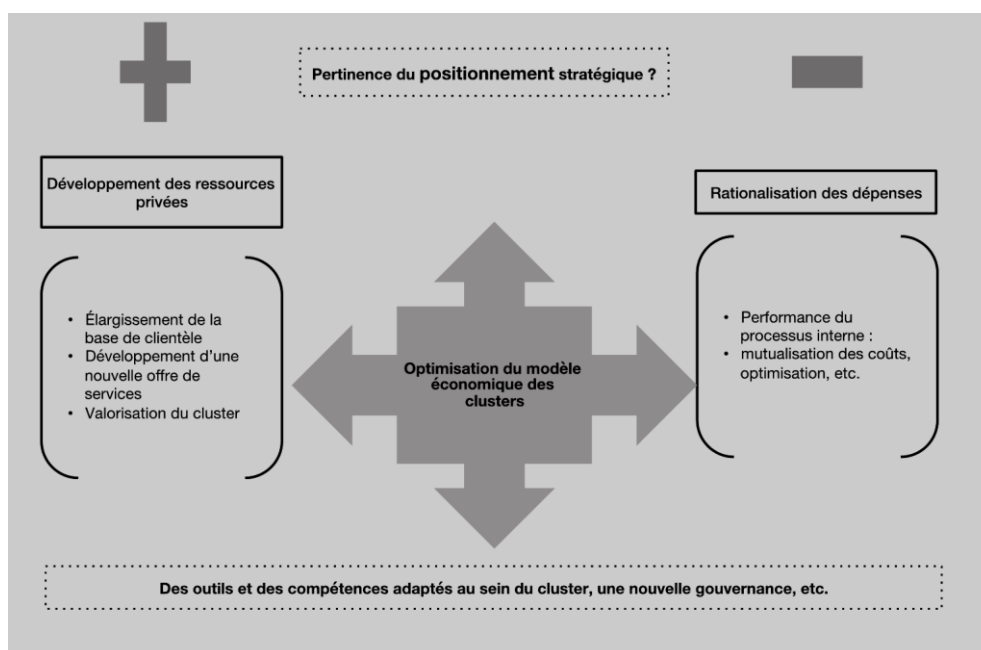 Pertinence du positionnement stratégique ?
Développement des ressources
privées
Rationalisation des dépenses
• Élargissement de la
base de clientèle
• Développement d'une
nouvelle offre de
services
• Valorisation du cluster
Optimisation du modèle
économique des
clusters
• Performance du
processus interne :
• mutualisation des coûts,
optimisation, etc.
Des outils et des compétences adaptés au sein du cluster, une nouvelle gouvernance, etc.